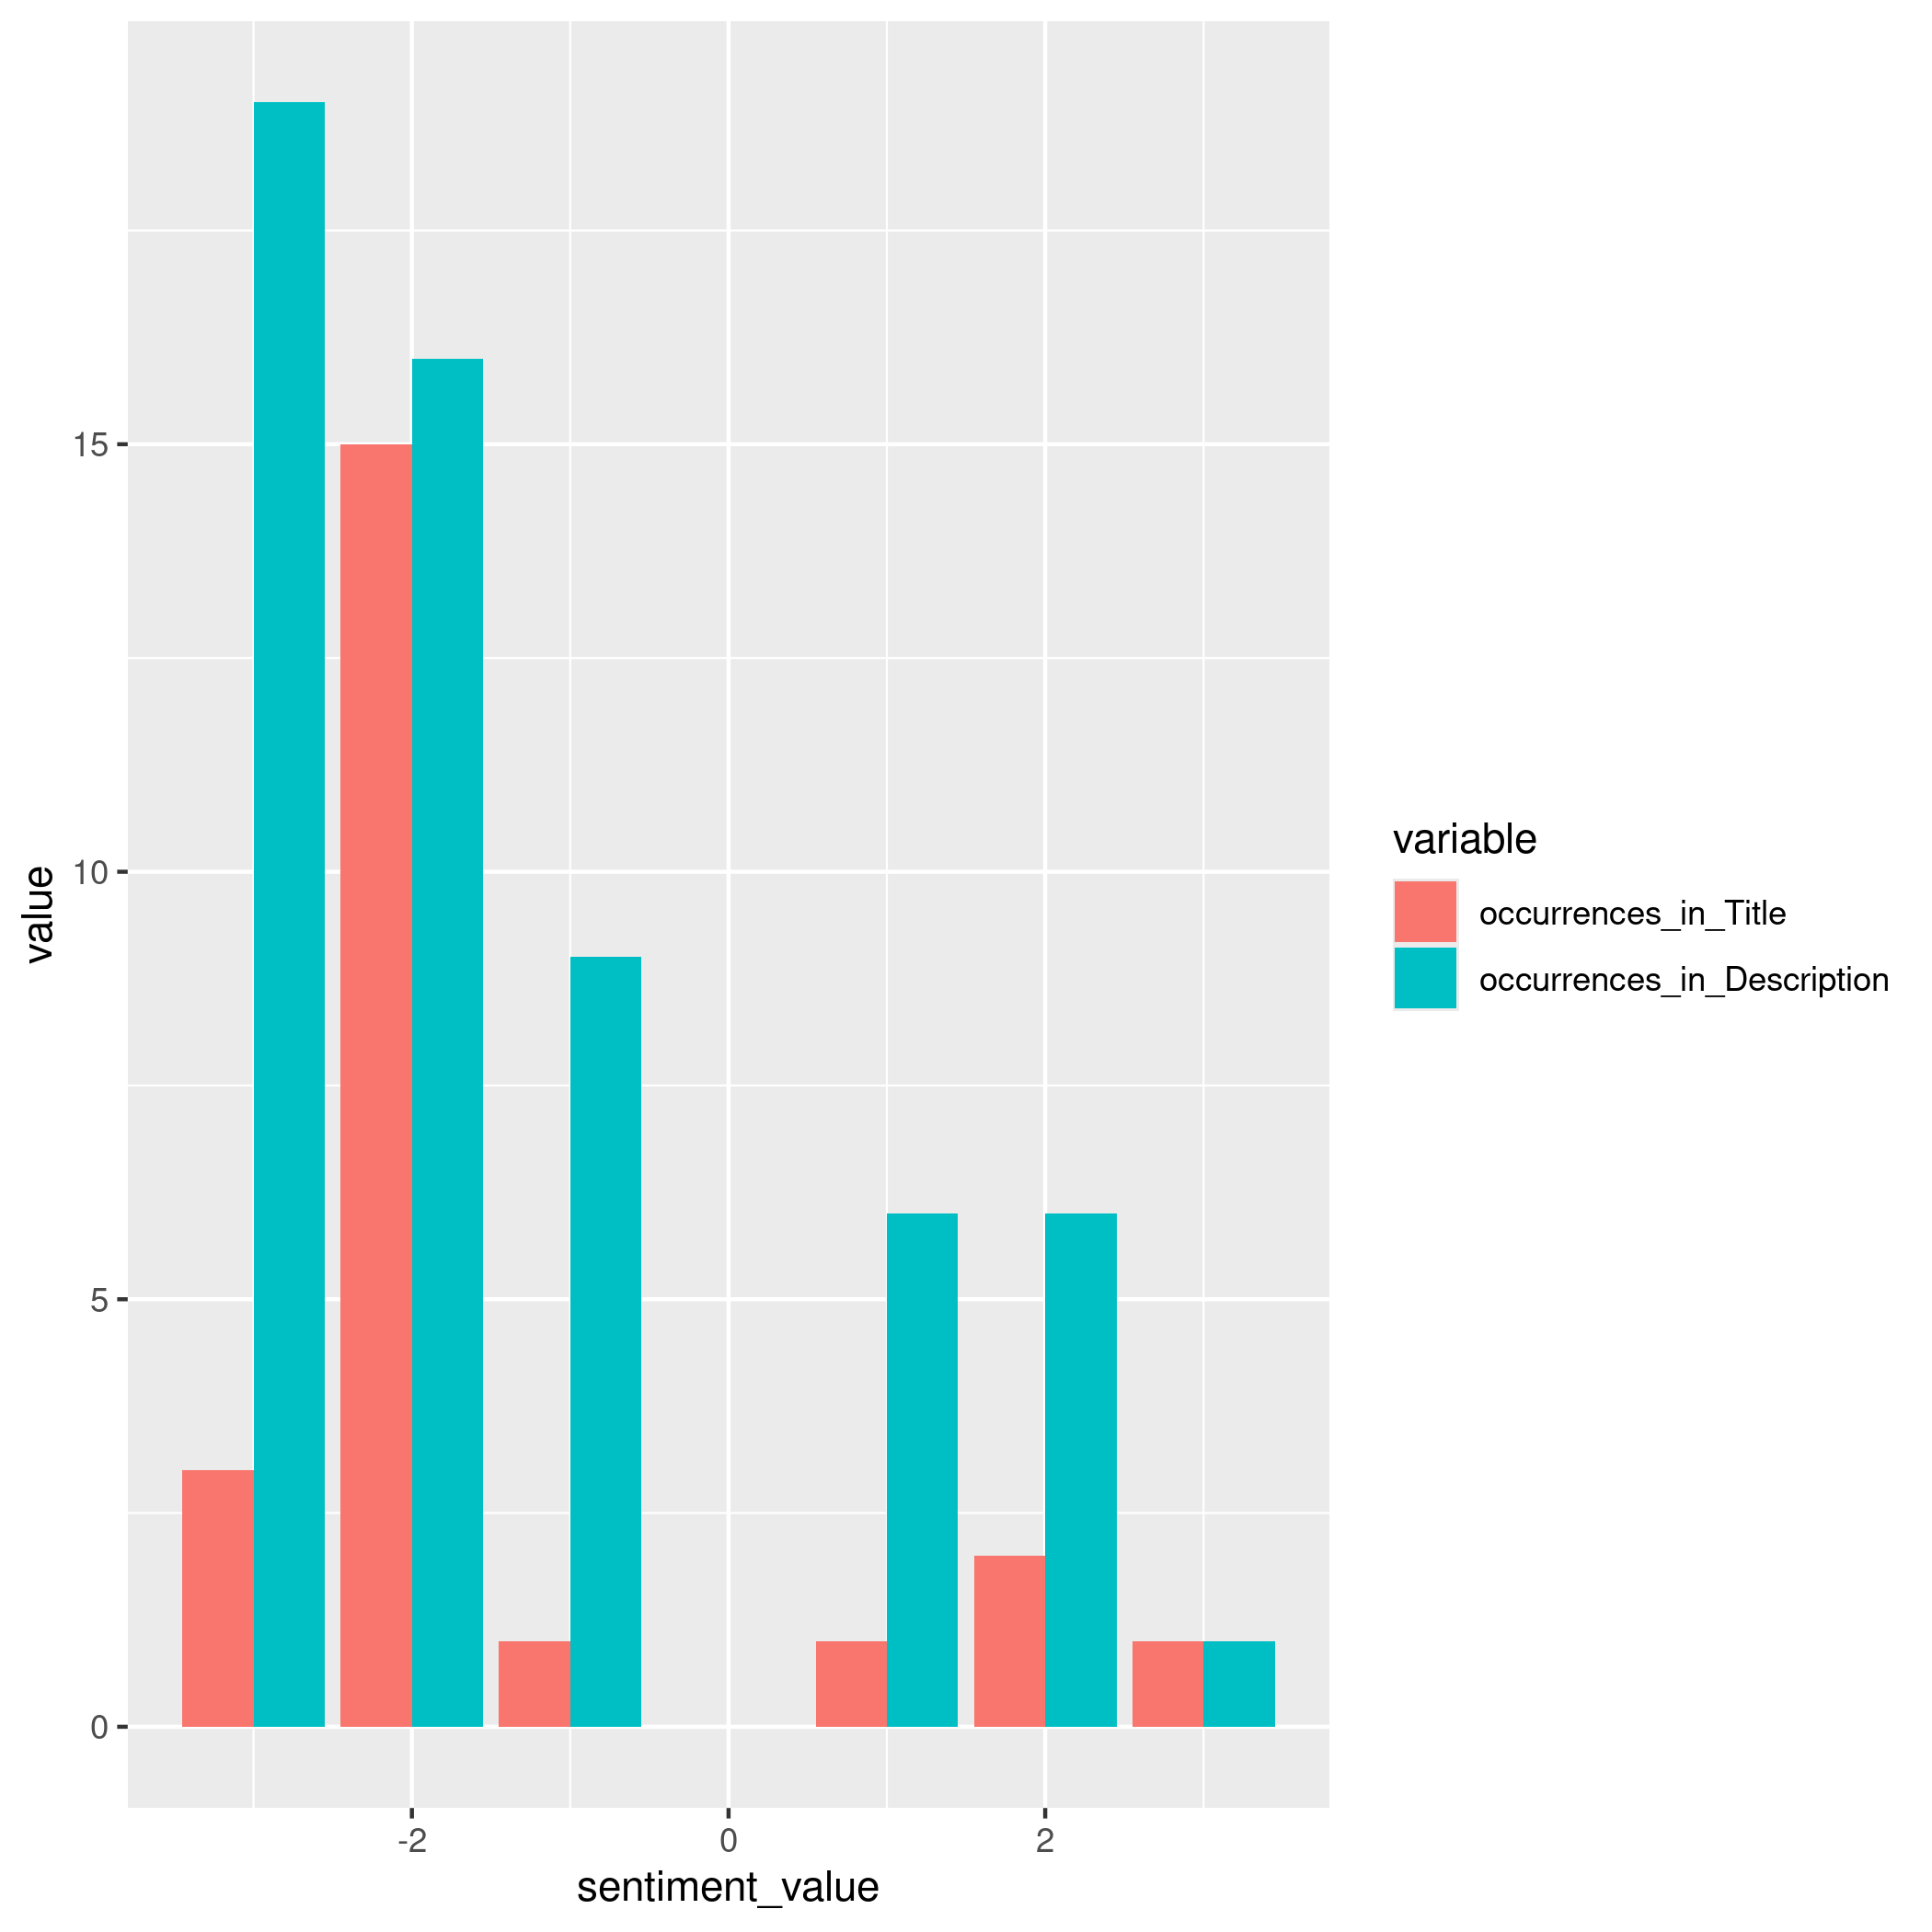 15
10
5
0
value
-2
0
2
sentiment_value
variable
occurrences_in_Title
occurrences_in_Description